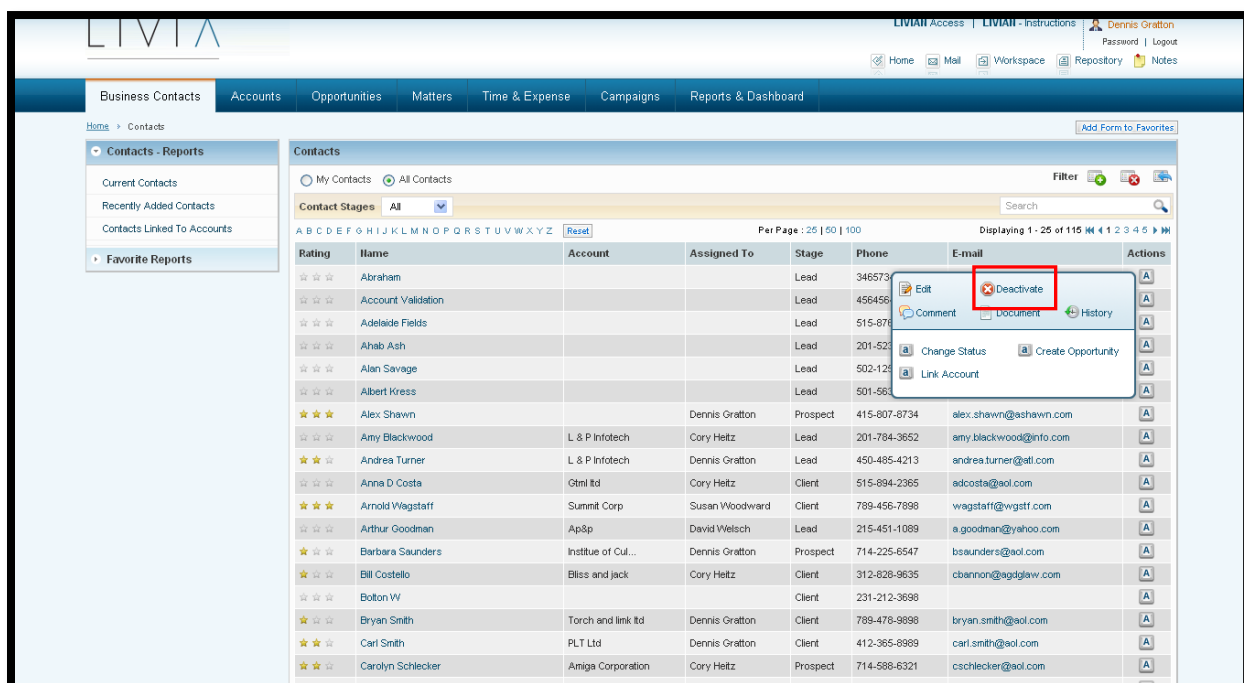 LIVIAN Access | LIVIAN - Instructions Dennis Gratton
LIVIA
Password | Logout
Home Mail Workspace Repository Notes
Business Contacts Accounts Opportunities Matters Time & Expense Campaigns Reports & Dashboard
Home Contacts Add Form to Favorites
Contacts - Reports
Current Contacts
Recently Added Contacts
Contacts Linked To Accounts
Favorite Reports
Contacts
My Contacts All Contacts Filter
Contact Stages All Search
A B C D E F G H I J K L M N O P Q R S T U V W X Y Z Reset Per Page : 25 | 50 | 100 Displaying 1 - 25 of 115 1 2 3 4 5
Rating Name Account Assigned To Stage Phone E-mail Actions
Abraham Lead 346573 A
Account Validation Lead 456456 A
Adelaide Fields Lead 515-876 A
Ahab Ash Lead 201-523 A
Alan Savage Lead 502-125 A
Albert Kress Lead 501-563 A
Edit Deactivate
Comment Document History
a Change Status a Create Opportunity
a Link Account
Alex Shawn Dennis Gratton Prospect 415-807-8734 alex.shawn@ashawn.com A
Amy Blackwood L & P Infotech Cory Heitz Lead 201-784-3652 amy.blackwood@info.com A
Andrea Turner L & P Infotech Dennis Gratton Lead 450-485-4213 andrea.turner@atl.com A
Anna D Costa Gtml ltd Cory Heitz Client 515-894-2365 adcosta@aol.com A
Arnold Wagstaff Summit Corp Susan Woodward Client 789-456-7898 wagstaff@wgstf.com A
Arthur Goodman Ap&p David Welsch Lead 215-451-1089 a.goodman@yahoo.com A
Barbara Saunders Institue of Cul... Dennis Gratton Prospect 714-225-6547 bsaunders@aol.com A
Bill Costello Bliss and jack Cory Heitz Client 312-828-9635 cbannon@agdglaw.com A
Bolton W Client 231-212-3698 A
Bryan Smith Torch and limk ltd Dennis Gratton Client 789-478-9898 bryan.smith@aol.com A
Carl Smith PLT Ltd Dennis Gratton Client 412-365-8989 carl.smith@aol.com A
Carolyn Schlecker Amiga Corporation Cory Heitz Prospect 714-588-6321 cschlecker@aol.com A